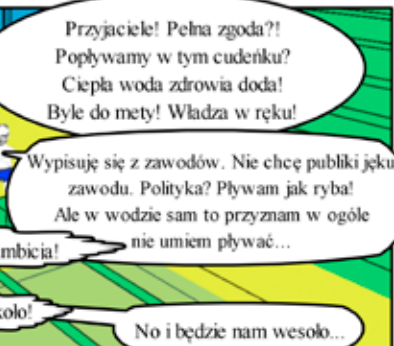 Przyjaciele! Pełna zgoda?!
Popływamy w tym cudeńku?
Ciepła woda zdrowia doda!
Byle do mety! Władza w ręku!
Wypisuję się z zawodów. Nie chcę publiki jęku
zawodu. Polityka? Pływam jak ryba!
Ale w wodzie sam to przyznam w ogóle
nie umiem pływać...
mbicja!
koło!
No i będzie nam wesoło...